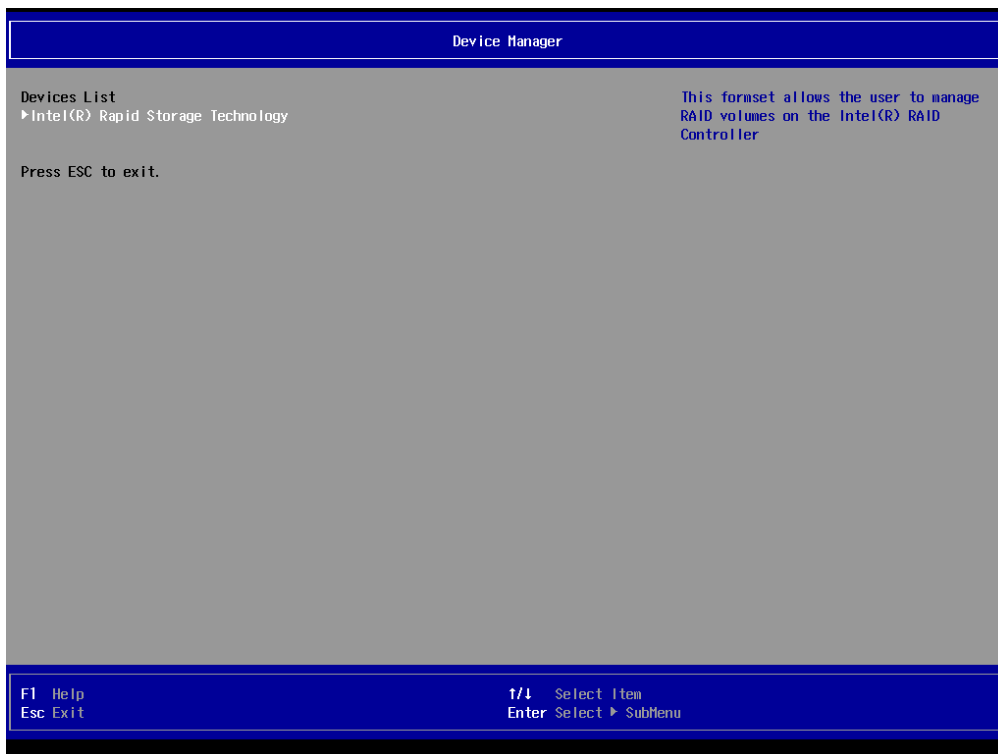 Device Manager
Devices List
▶Intel(R) Rapid Storage Technology
Press ESC to exit.
This formset allows the user to manage
RAID volumes on the Intel(R) RAID
Controller
F1 Help
Esc Exit
↑/↓ Select Item
Enter Select ▶ SubMenu